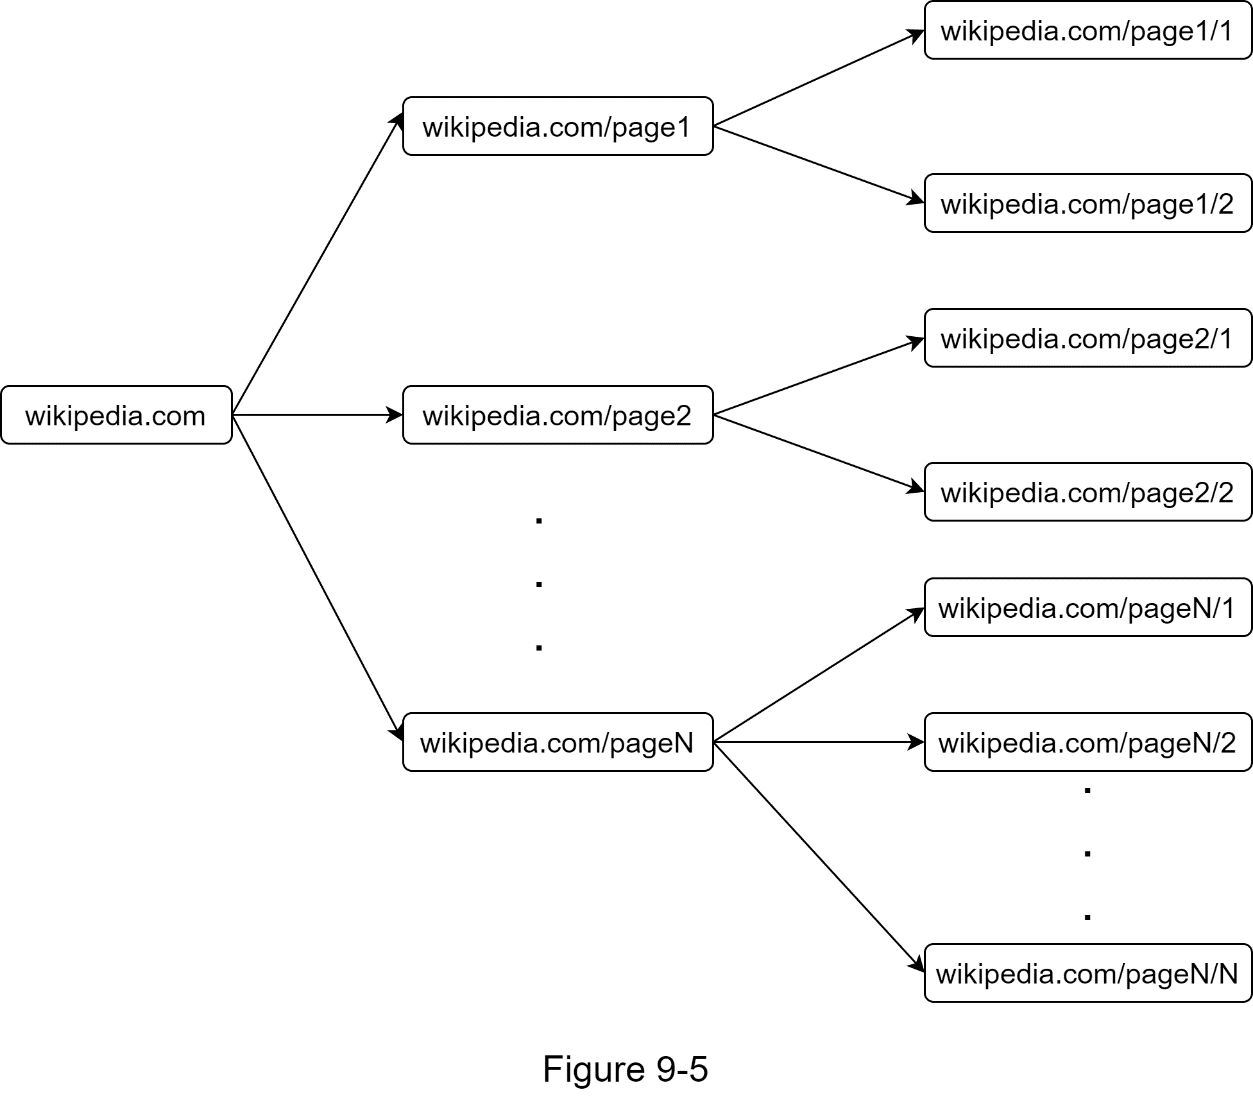 wikipedia.com/page1/1
wikipedia.com/page1
wikipedia.com/page1/2
wikipedia.com/page2/1
wikipedia.com
wikipedia.com/page2
wikipedia.com/page2/2
.
.
.
wikipedia.com/pageN/1
wikipedia.com/pageN
wikipedia.com/pageN/2
.
.
.
wikipedia.com/pageN/N
Figure 9-5